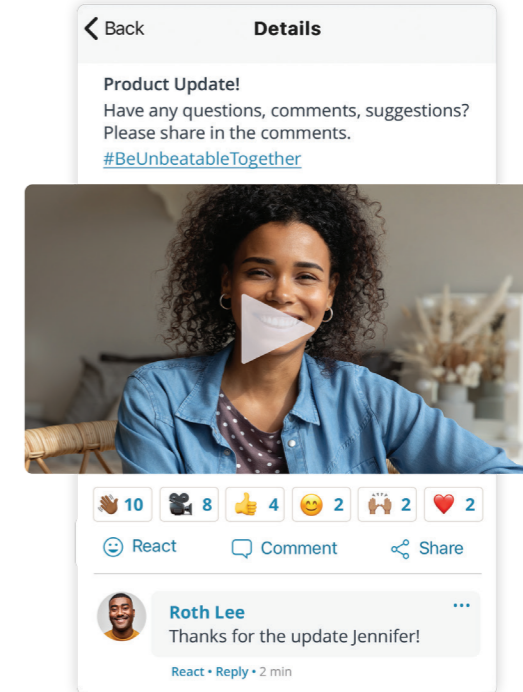 Back
Details
Product Update!
Have any questions, comments, suggestions?
Please share in the comments.
#BeUnbeatableTogether
👋🏾 10 🎥 8 👍 4 😊 2 🙌🏽 2 ❤️ 2
React Comment Share
Roth Lee
Thanks for the update Jennifer!
React • Reply • 2 min